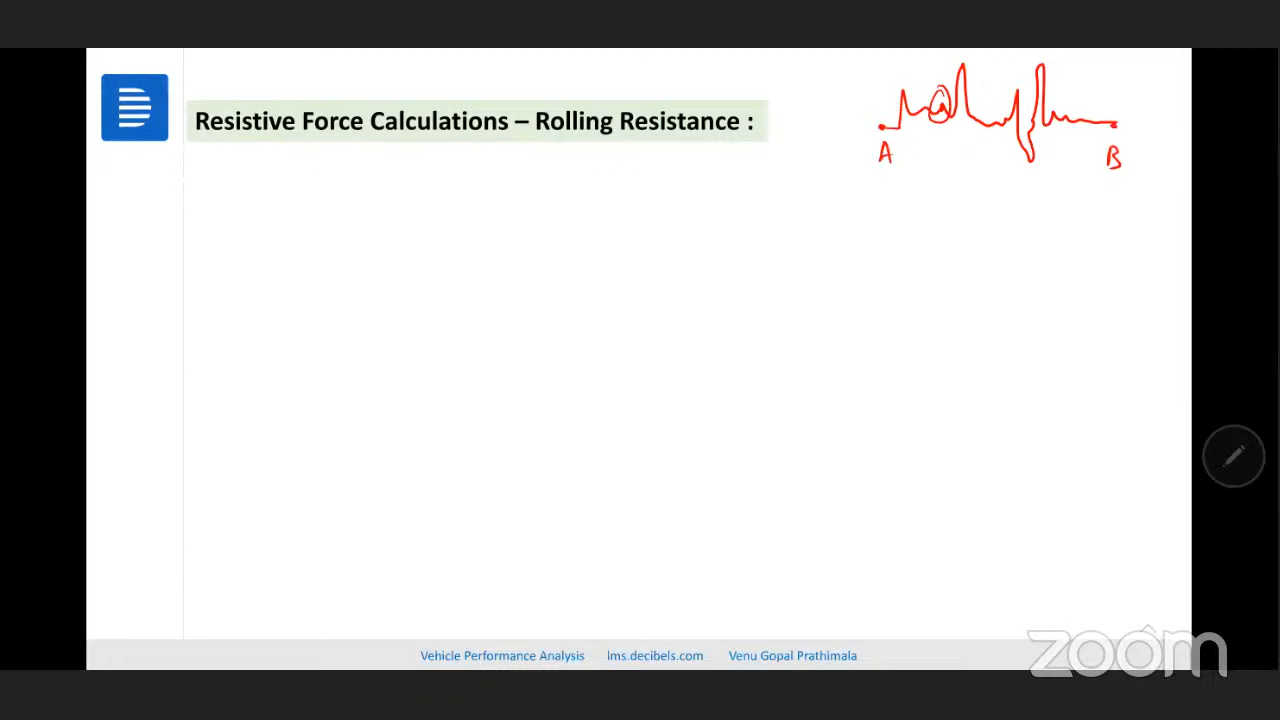 Resistive Force Calculations – Rolling Resistance :
A
B
Vehicle Performance Analysis lms.decibels.com Venu Gopal Prathimala
zoom